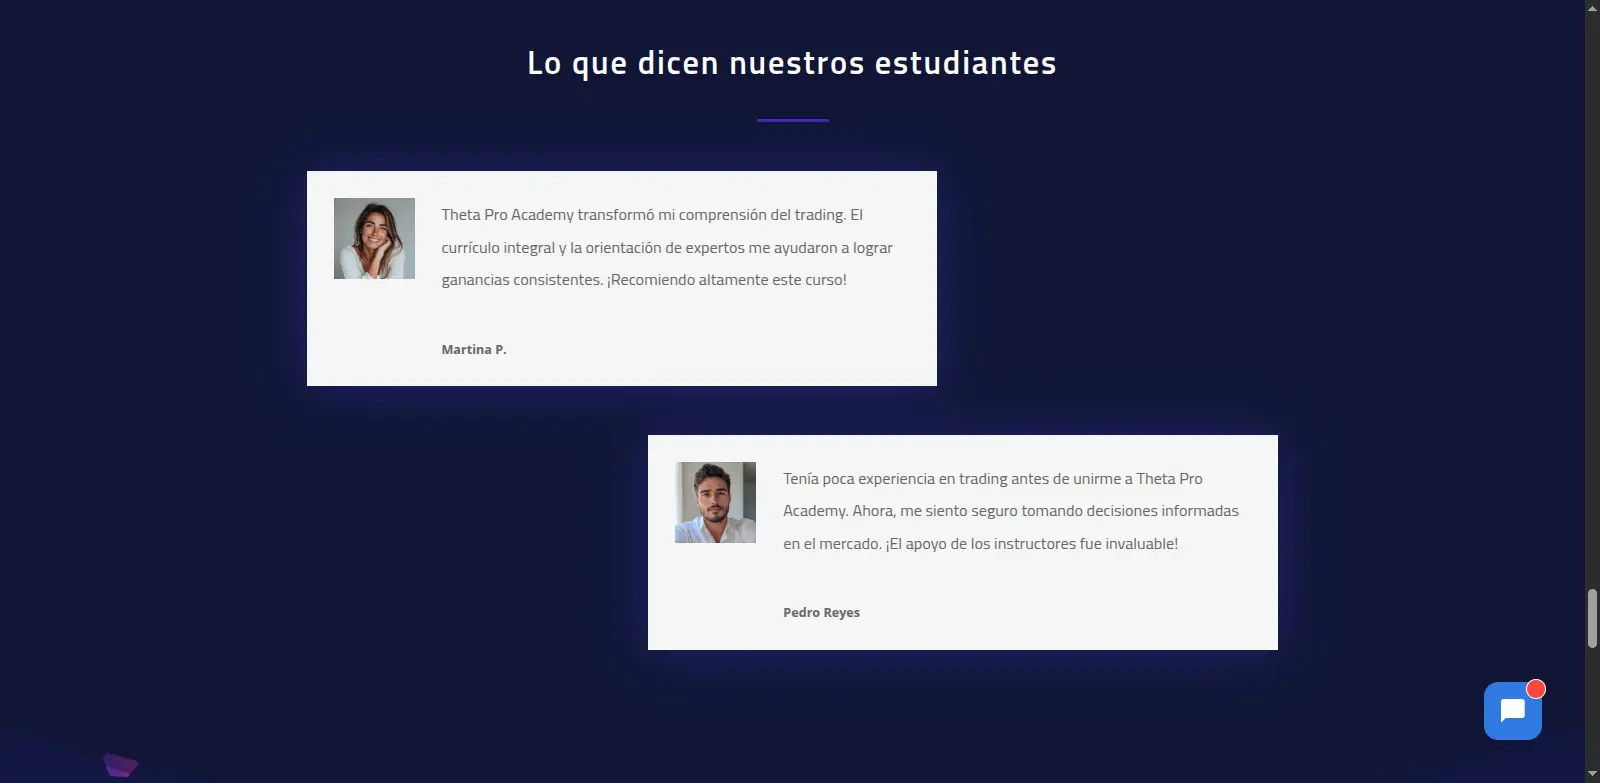 Lo que dicen nuestros estudiantes
Theta Pro Academy transformó mi comprensión del trading. El
currículo integral y la orientación de expertos me ayudaron a lograr
ganancias consistentes. ¡Recomiendo altamente este curso!
Martina P.
Tenía poca experiencia en trading antes de unirme a Theta Pro
Academy. Ahora, me siento seguro tomando decisiones informadas
en el mercado. ¡El apoyo de los instructores fue invaluable!
Pedro Reyes